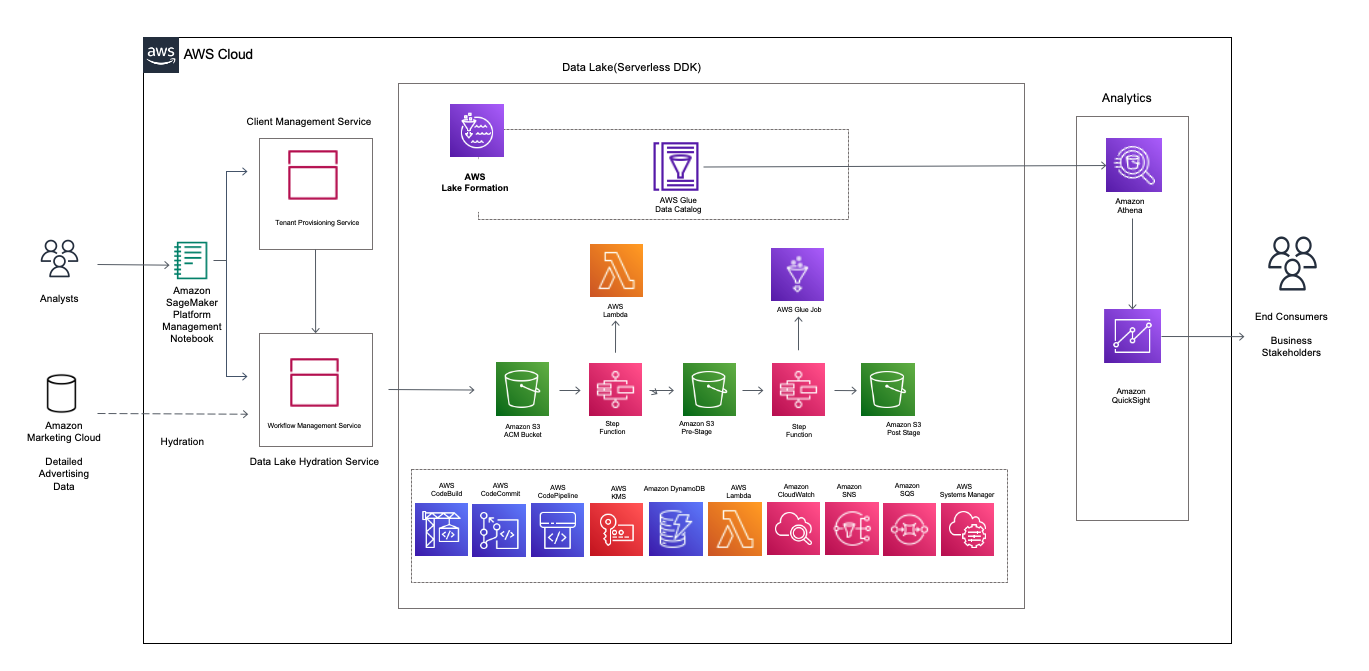 aws
AWS Cloud
Data Lake(Serverless DDK)
Analytics
Client Management Service
Tenant Provisioning Service
AWS
Lake Formation
AWS Glue
Data Catalog
Amazon
Athena
Analysts
Amazon
SageMaker
Platform
Management
Notebook
AWS
Lambda
AWS Glue Job
End Consumers
Business
Stakeholders
Amazon
QuickSight
Amazon
Marketing Cloud
Detailed
Advertising
Data
Hydration
Workflow Management Service
Data Lake Hydration Service
Amazon S3
ACM Bucket
Step
Function
Amazon S3
Pre-Stage
Step
Function
Amazon S3
Post Stage
AWS
CodeBuild
AWS
CodeCommit
AWS
CodePipeline
AWS
KMS
Amazon DynamoDB
AWS
Lambda
Amazon
CloudWatch
Amazon
SNS
Amazon
SQS
AWS
Systems Manager